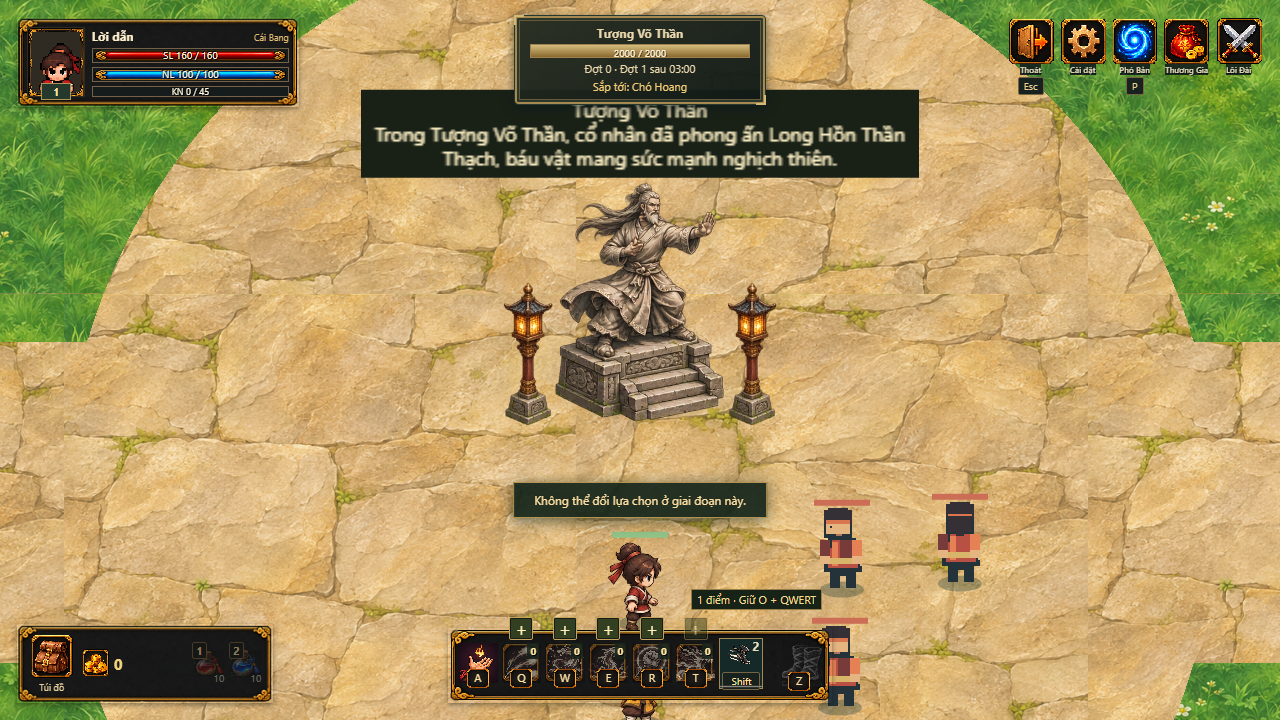 Lời dẫn
Cái Bang
SL 160 / 160
NL 100 / 100
KN 0 / 45
1
Tượng Võ Thần
2000 / 2000
Đợt 0 · Đợt 1 sau 03:00
Sắp tới: Chó Hoang
Thoát
Cài đặt
Phó Bản
Thương Gia
Lôi Đài
Esc
P
Tượng Võ Thần
Trong Tượng Võ Thần, cổ nhân đã phong ấn Long Hồn Thần
Thạch, báu vật mang sức mạnh nghịch thiên.
Không thể đổi lựa chọn ở giai đoạn này.
1 điểm · Giữ O + QWERT
+ + + + +
0 0 0 0 0 2
A Q W E R T Shift Z
Túi đồ
0
1 2
10 10